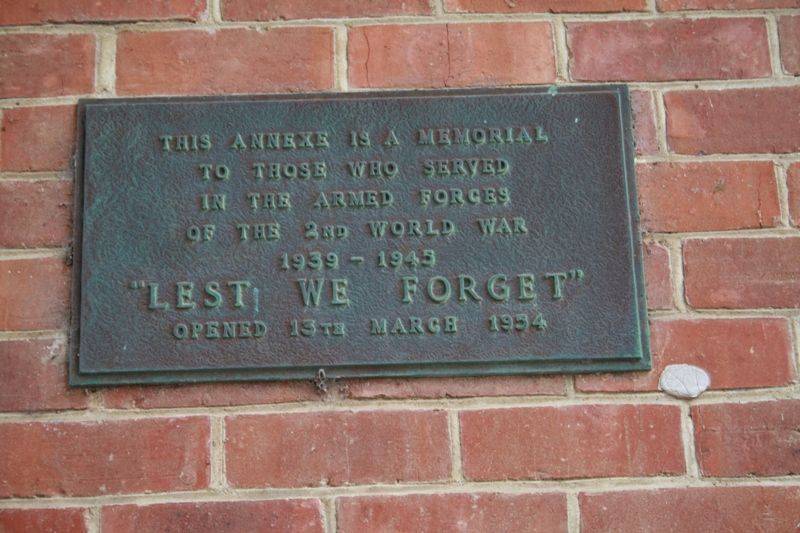 THIS ANNEXE IS A MEMORIAL
TO THOSE WHO SERVED
IN THE ARMED FORCES
OF THE 2ND WORLD WAR
1939 - 1945
"LEST WE FORGET"
OPENED 13TH MARCH 1954